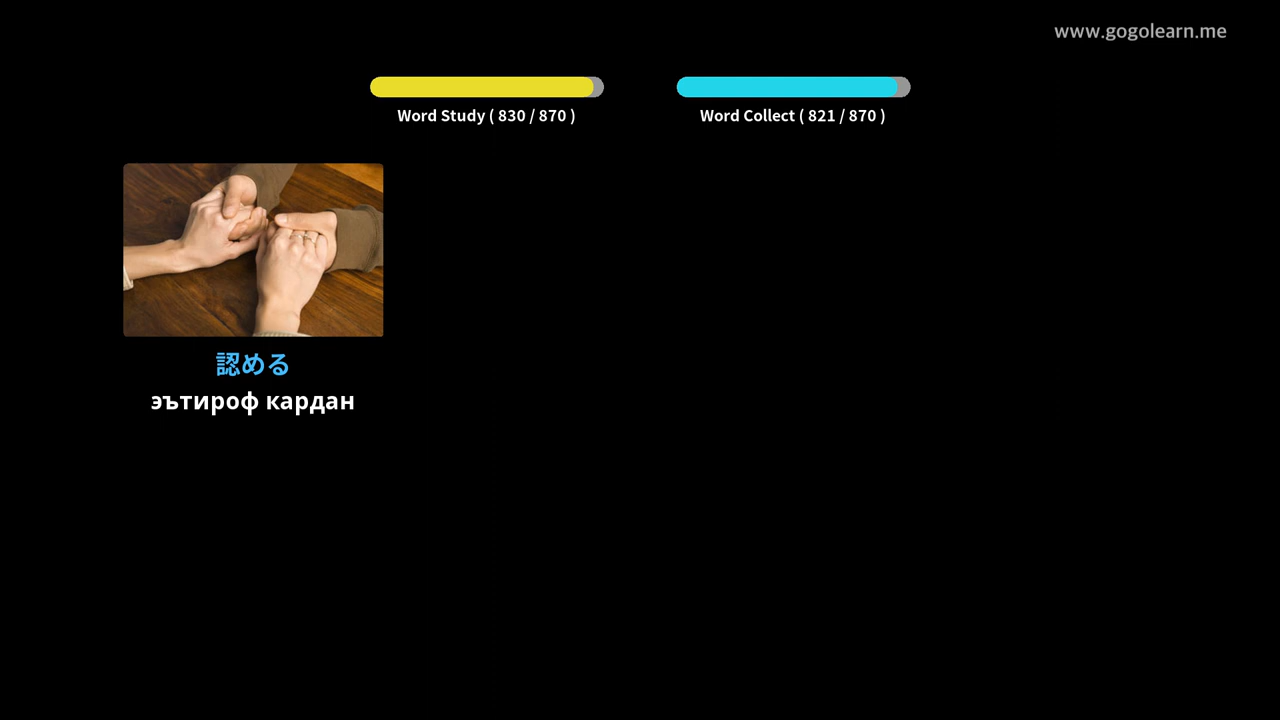 www.gogolearn.me
Word Study ( 830 / 870 )
Word Collect ( 821 / 870 )
認める
эътироф кардан